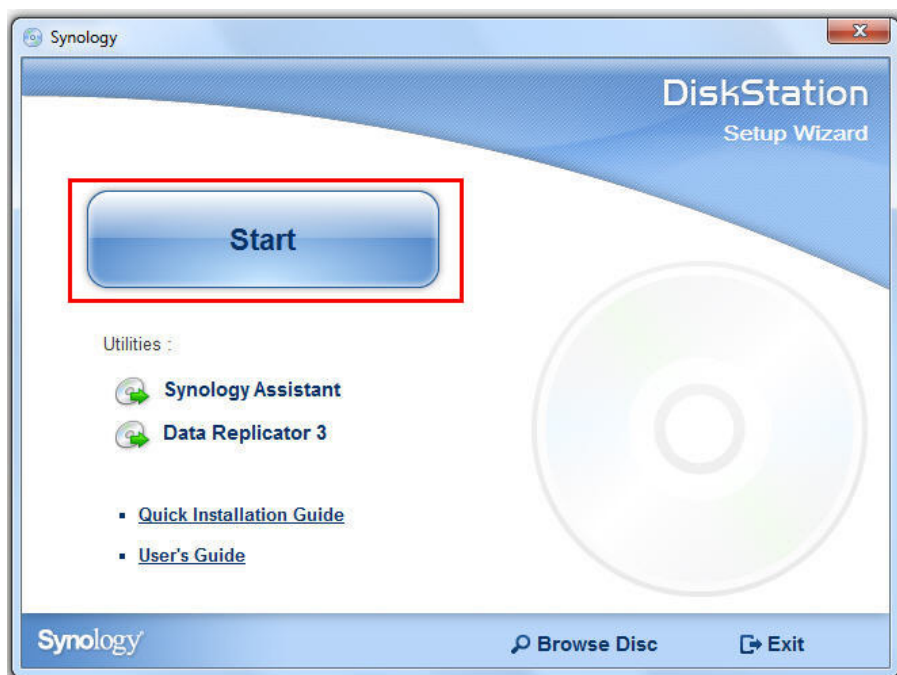 Synology
DiskStation
Setup Wizard
Start
Utilities :
Synology Assistant
Data Replicator 3
Quick Installation Guide
User's Guide
Synology
Browse Disc
Exit